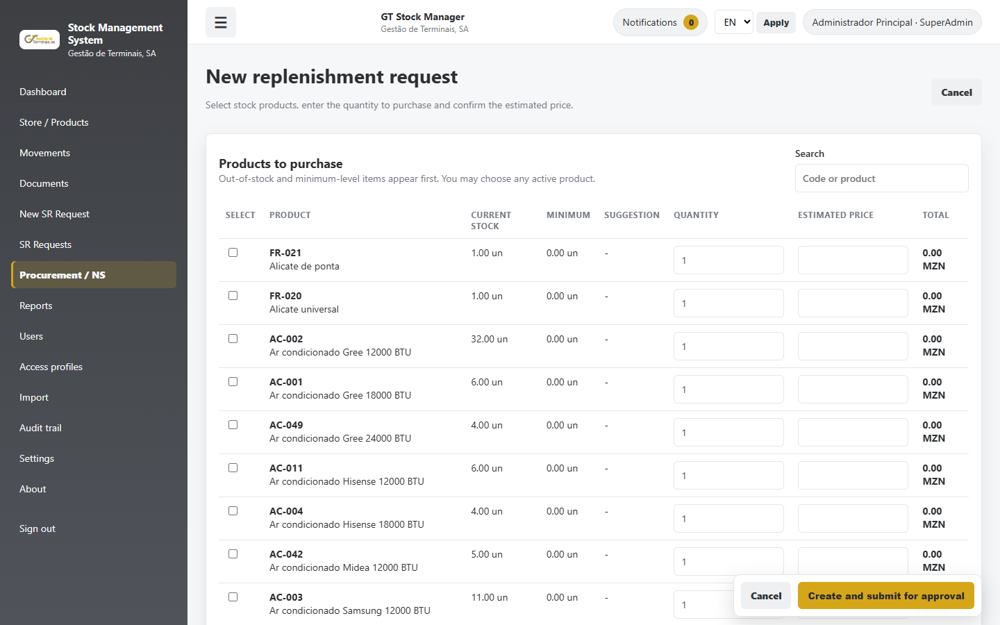 Stock Management
System
Gestão de Terminais, SA
Dashboard
Store / Products
Movements
Documents
New SR Request
SR Requests
Procurement / NS
Reports
Users
Access profiles
Import
Audit trail
Settings
About
Sign out
☰
GT Stock Manager
Gestão de Terminais, SA
Notifications 0
EN
Apply
Administrador Principal · SuperAdmin
New replenishment request
Select stock products, enter the quantity to purchase and confirm the estimated price.
Cancel
Products to purchase
Out-of-stock and minimum-level items appear first. You may choose any active product.
Search
Code or product
SELECT PRODUCT CURRENT STOCK MINIMUM SUGGESTION QUANTITY ESTIMATED PRICE TOTAL
FR-021 1.00 un 0.00 un - 1 0.00
Alicate de ponta MZN
FR-020 1.00 un 0.00 un - 1 0.00
Alicate universal MZN
AC-002 32.00 un 0.00 un - 1 0.00
Ar condicionado Gree 12000 BTU MZN
AC-001 6.00 un 0.00 un - 1 0.00
Ar condicionado Gree 18000 BTU MZN
AC-049 4.00 un 0.00 un - 1 0.00
Ar condicionado Gree 24000 BTU MZN
AC-011 6.00 un 0.00 un - 1 0.00
Ar condicionado Hisense 12000 BTU MZN
AC-004 4.00 un 0.00 un - 1 0.00
Ar condicionado Hisense 18000 BTU MZN
AC-042 5.00 un 0.00 un - 1 0.00
Ar condicionado Midea 12000 BTU MZN
AC-003 11.00 un 0.00 un - 1
Ar condicionado Samsung 12000 BTU
Cancel
Create and submit for approval